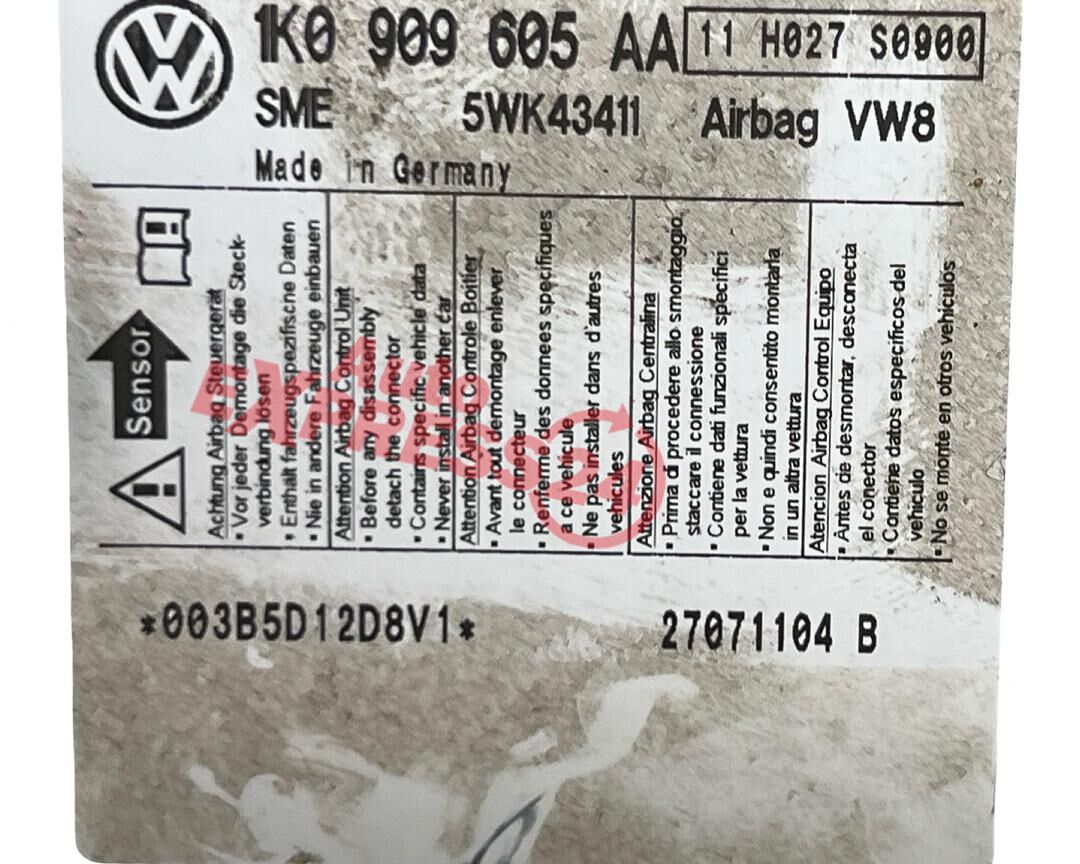 1K0 909 605 AA 11 H027 S0900
SME 5WK43411 Airbag VW8
Made in Germany
Sensor
Achtung Airbag Steuergerät
• Vor jeder Demontage die Steck-
verbindung lösen
• Enthält fahrzeugspezifische Daten
• Nie in andere Fahrzeuge einbauen
Attention Airbag Control Unit
• Before any disassembly
detach the connector
• Contain specific vehicle data
• Never install in another car
Attention Airbag Controle Boitier
• Avant tout demontage enlever
le connecteur
• Renferme des donnees specifiques
a ce vehicule
• Ne pas installer dans d'autres
vehicules
Attenzione Airbag Centralina
• Prima di procedere allo smontaggio,
staccare il connessione
• Contiene dati funzionali specifici
per la vettura
• Non e quindi consentito montarla
in un altra vettura
Atencion Airbag Control Equipo
• Antes de desmontar, desconecta
el conector
• Contiene datos especificos del
vehiculo
• No se monte en otros vehiculos
Auto
EXPRESS24
*003B5D12D8V1* 27071104 B